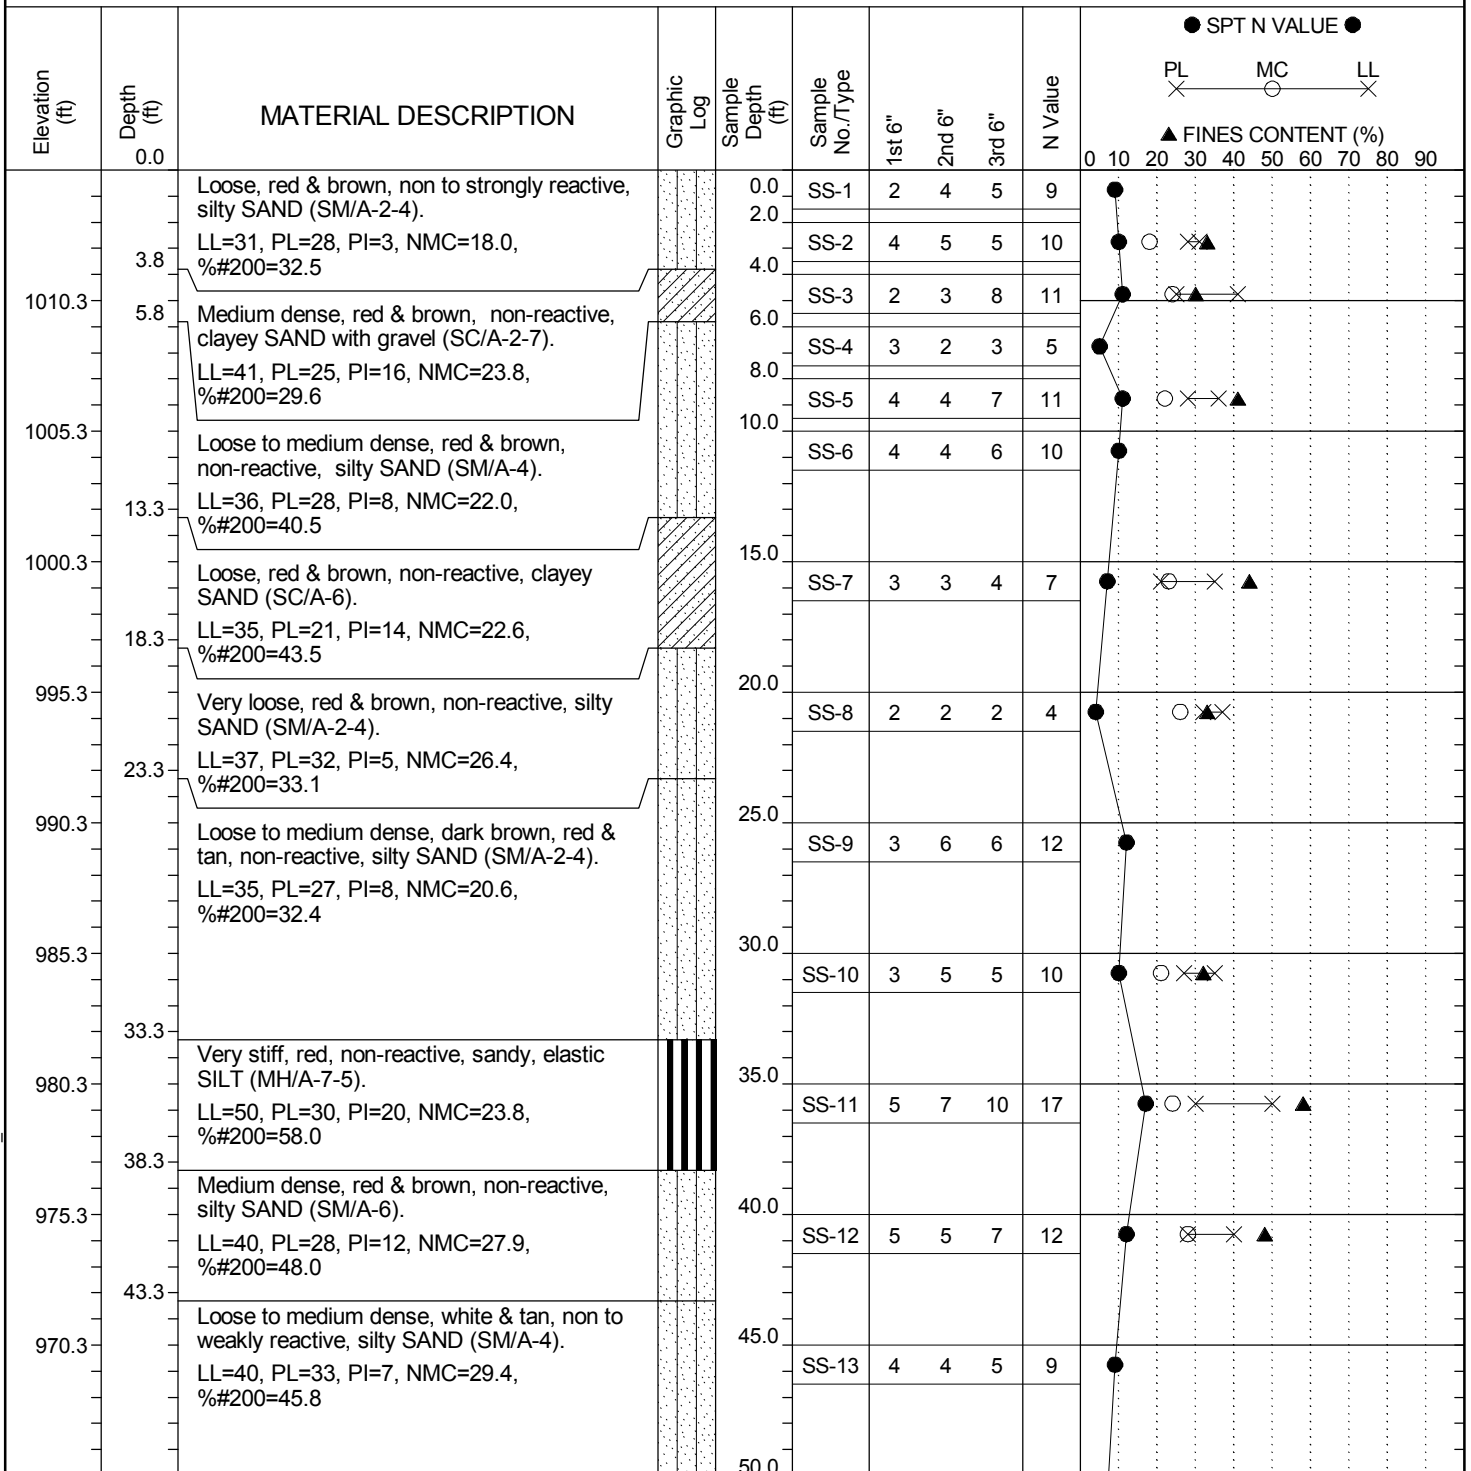 ● SPT N VALUE ●
PL MC LL
▲ FINES CONTENT (%)
0 10 20 30 40 50 60 70 80 90
Elevation
(ft)
Depth
(ft)
0.0
MATERIAL DESCRIPTION
Graphic
Log
Sample
Depth
(ft)
Sample
No./Type
1st 6"
2nd 6"
3rd 6"
N Value
Loose, red & brown, non to strongly reactive,
silty SAND (SM/A-2-4).
LL=31, PL=28, PI=3, NMC=18.0,
%#200=32.5
3.8
Medium dense, red & brown, non-reactive,
clayey SAND with gravel (SC/A-2-7).
LL=41, PL=25, PI=16, NMC=23.8,
%#200=29.6
1010.3
5.8
Loose to medium dense, red & brown,
non-reactive, silty SAND (SM/A-4).
LL=36, PL=28, PI=8, NMC=22.0,
%#200=40.5
1005.3
13.3
Loose, red & brown, non-reactive, clayey
SAND (SC/A-6).
LL=35, PL=21, PI=14, NMC=22.6,
%#200=43.5
1000.3
18.3
Very loose, red & brown, non-reactive, silty
SAND (SM/A-2-4).
LL=37, PL=32, PI=5, NMC=26.4,
%#200=33.1
995.3
23.3
Loose to medium dense, dark brown, red &
tan, non-reactive, silty SAND (SM/A-2-4).
LL=35, PL=27, PI=8, NMC=20.6,
%#200=32.4
990.3
985.3
33.3
Very stiff, red, non-reactive, sandy, elastic
SILT (MH/A-7-5).
LL=50, PL=30, PI=20, NMC=23.8,
%#200=58.0
980.3
38.3
Medium dense, red & brown, non-reactive,
silty SAND (SM/A-6).
LL=40, PL=28, PI=12, NMC=27.9,
%#200=48.0
975.3
43.3
Loose to medium dense, white & tan, non to
weakly reactive, silty SAND (SM/A-4).
LL=40, PL=33, PI=7, NMC=29.4,
%#200=45.8
970.3
0.0 SS-1 2 4 5 9
2.0
SS-2 4 5 5 10
4.0
SS-3 2 3 8 11
6.0
SS-4 3 2 3 5
8.0
SS-5 4 4 7 11
10.0
SS-6 4 4 6 10
15.0
SS-7 3 3 4 7
20.0
SS-8 2 2 2 4
25.0
SS-9 3 6 6 12
30.0
SS-10 3 5 5 10
35.0
SS-11 5 7 10 17
40.0
SS-12 5 5 7 12
45.0
SS-13 4 4 5 9
50.0